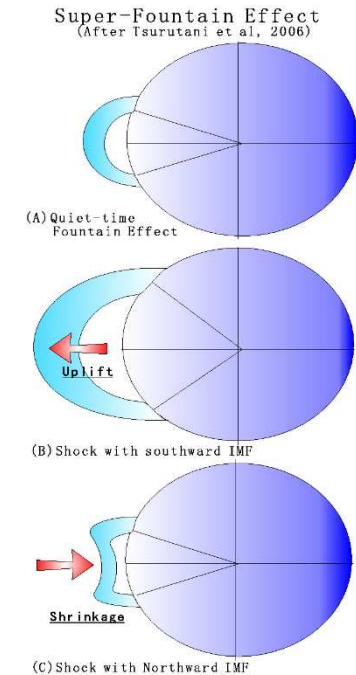 Super-Fountain Effect
(After Tsurutani et al, 2006)
(A)Quiet-time
Fountain Effect
Uplift
(B)Shock with southward IMF
Shrinkage
(C)Shock with Northward IMF